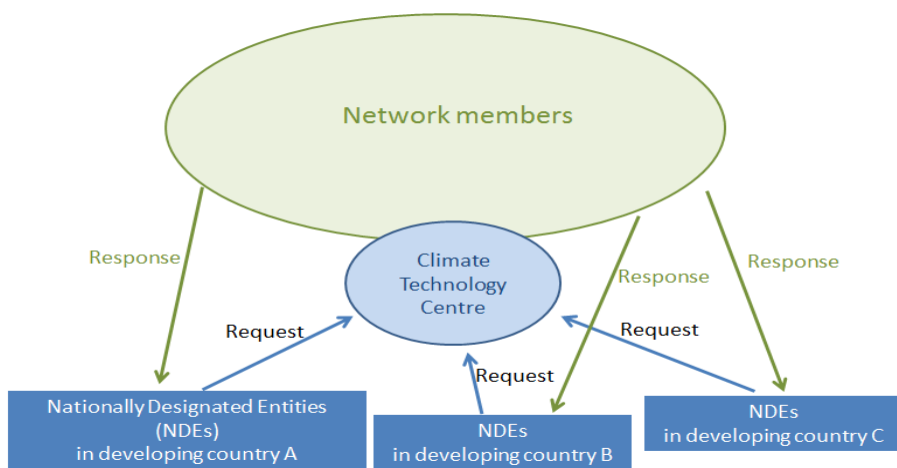 Network members
Response
Climate
Technology
Centre
Response
Response
Request
Request
Request
Nationally Designated Entities
(NDEs)
in developing country A
NDEs
in developing country B
NDEs
in developing country C